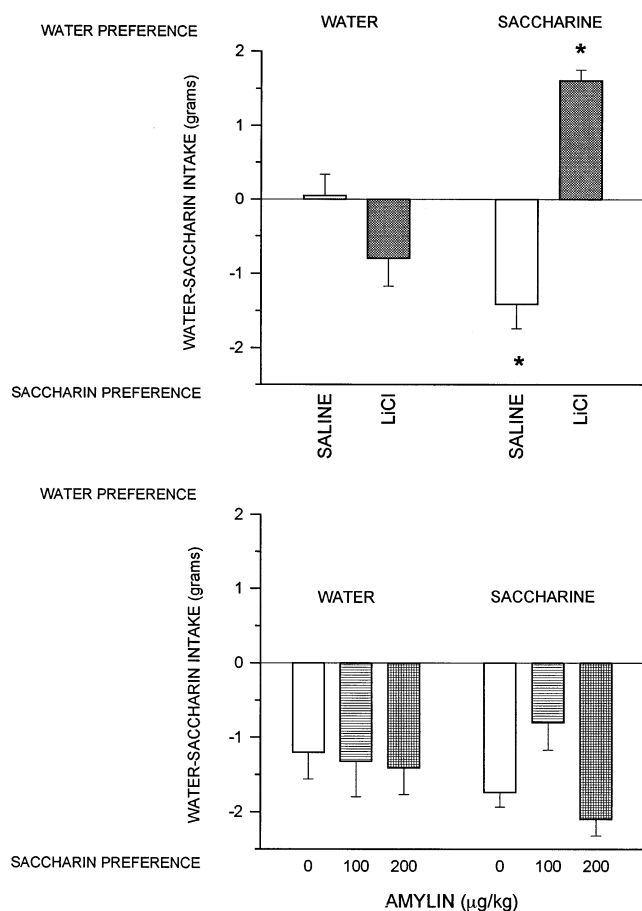 WATER PREFERENCE
WATER SACCHARINE
*
2
1
0
-1
-2
WATER-SACCHARIN INTAKE (grams)
*
SACCHARIN PREFERENCE
SALINE LiCl SALINE LiCl
WATER PREFERENCE
2
1
0
-1
-2
WATER-SACCHARIN INTAKE (grams)
WATER SACCHARINE
SACCHARIN PREFERENCE
0 100 200 0 100 200
AMYLIN (μg/kg)